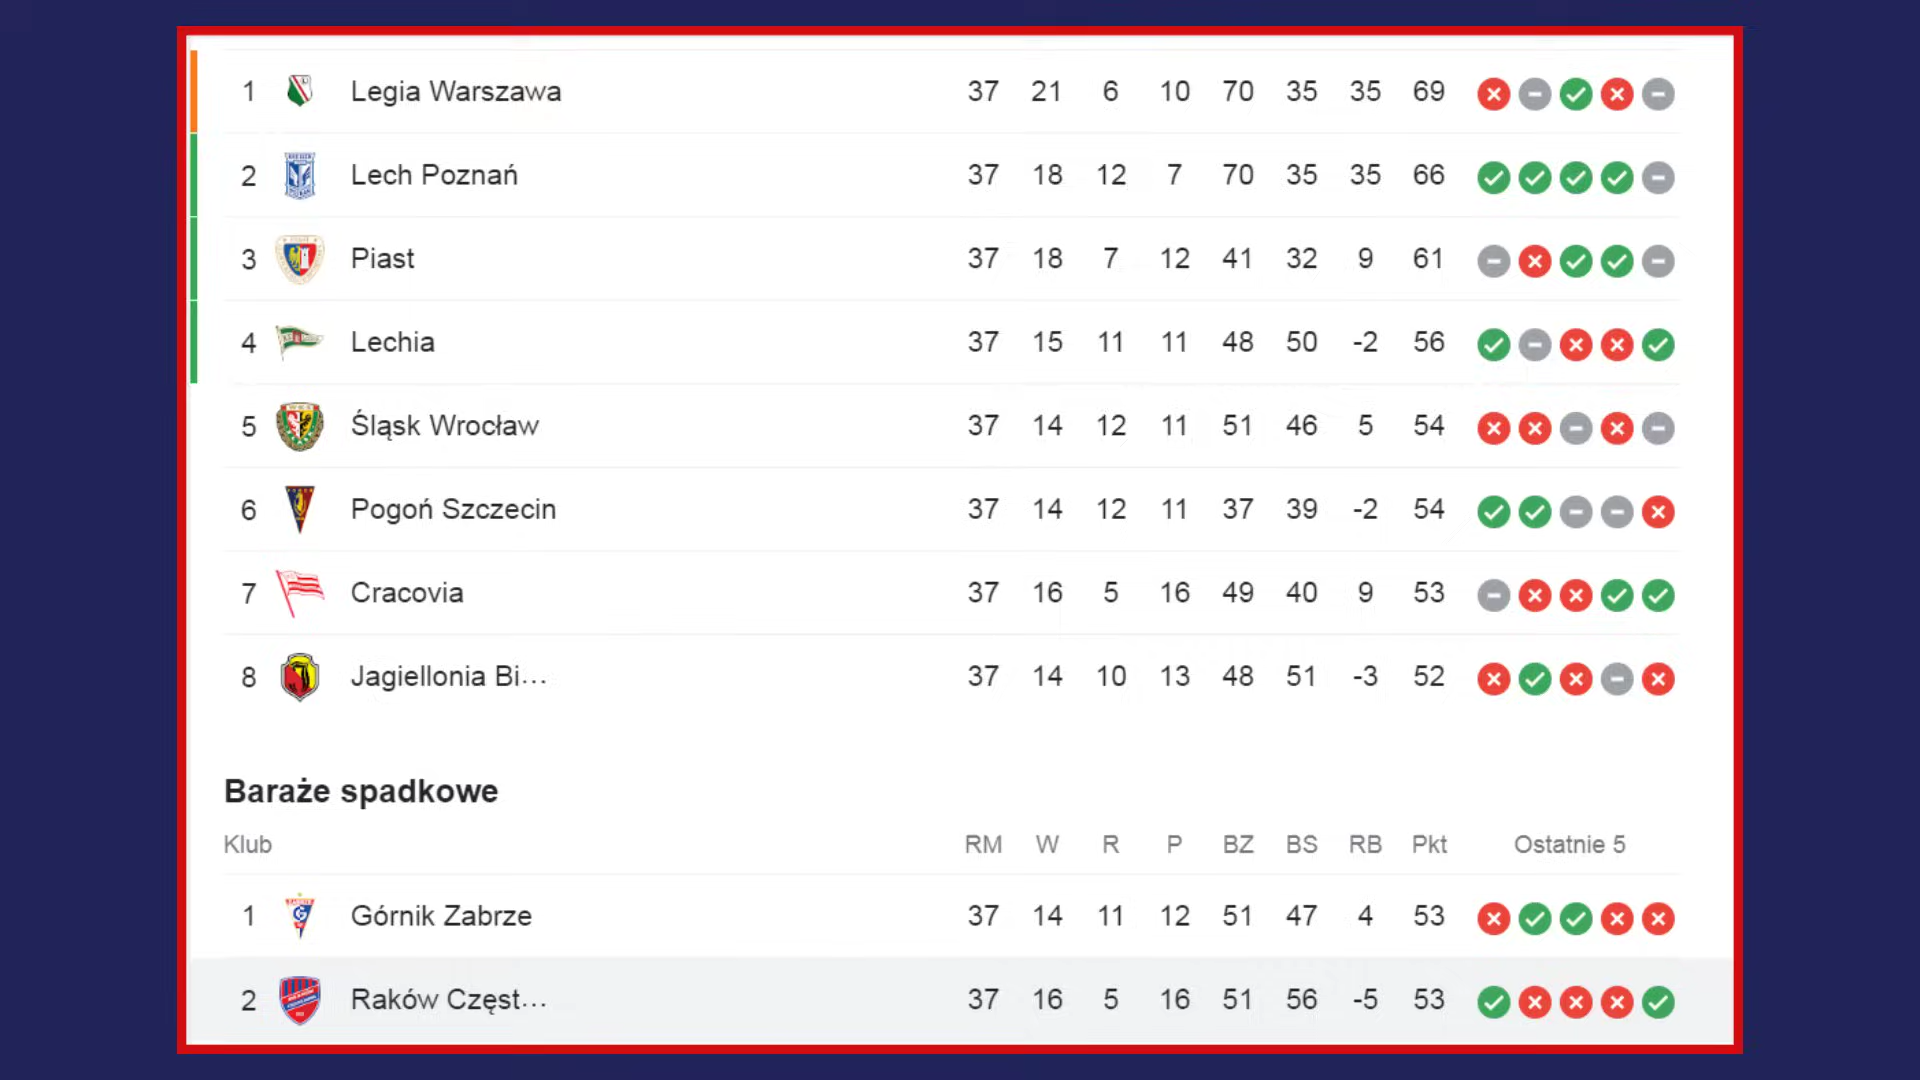 1 Legia Warszawa 37 21 6 10 70 35 35 69
2 Lech Poznań 37 18 12 7 70 35 35 66
3 Piast 37 18 7 12 41 32 9 61
4 Lechia 37 15 11 11 48 50 -2 56
5 Śląsk Wrocław 37 14 12 11 51 46 5 54
6 Pogoń Szczecin 37 14 12 11 37 39 -2 54
7 Cracovia 37 16 5 16 49 40 9 53
8 Jagiellonia Bi... 37 14 10 13 48 51 -3 52
Baraże spadkowe
Klub RM W R P BZ BS RB Pkt Ostatnie 5
1 Górnik Zabrze 37 14 11 12 51 47 4 53
2 Raków Częst... 37 16 5 16 51 56 -5 53